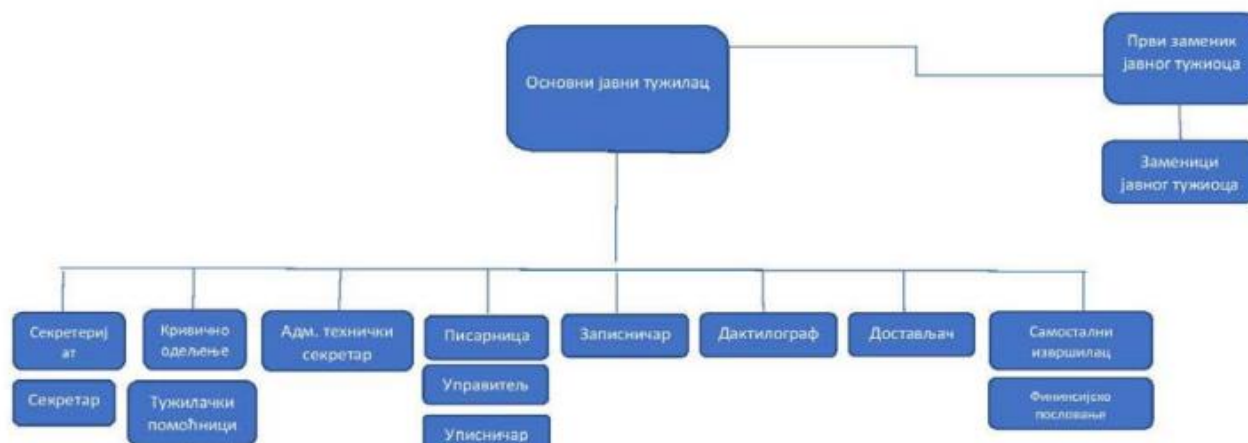 Основни јавни тужилац
Први заменик
јавног тужиоца
Заменици
јавног тужиоца
Секретериј
ат
Секретар
Кривично
одељење
Тужилачки
помоћници
Адм. технички
секретар
Писарница
Управитељ
Уписничар
Записничар
Дактилограф
Достављач
Самостални
извршилац
Фининсијско
пословање